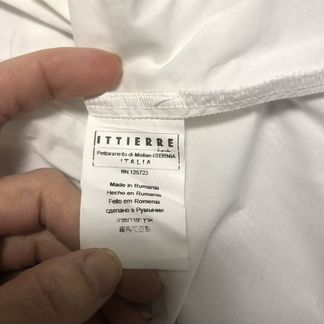 ITTIERRE
Pettoranello di Molise-ISERNIA
ITALIA
RN 125723
Made in Rumania
Hecho en Rumania
Feito em Romenia
сделано в Румынии